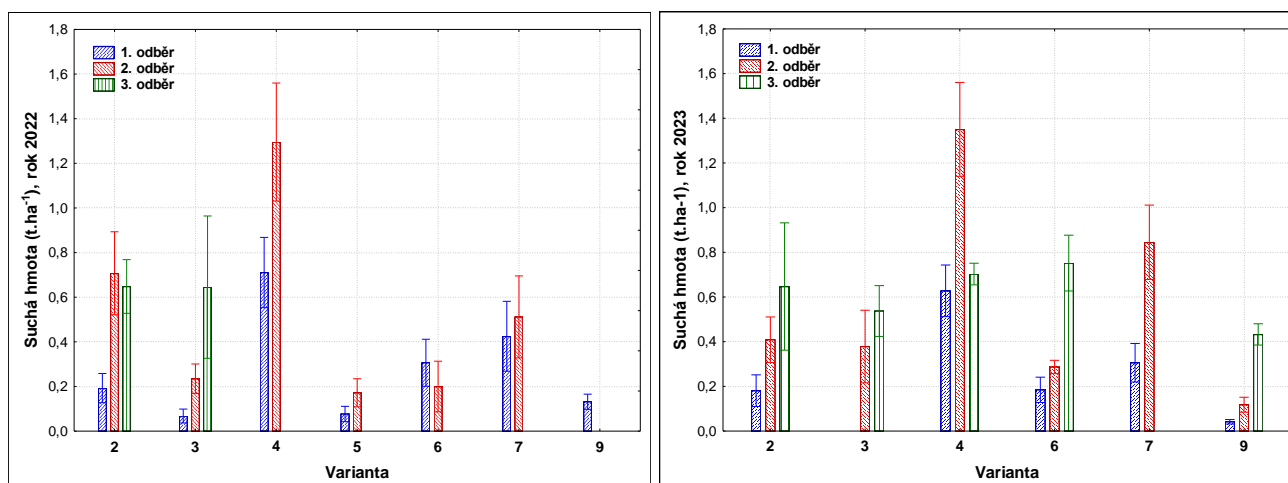 1,8
1,6
1,4
1,2
1,0
0,8
0,6
0,4
0,2
0,0
Suchá hmota (t.ha⁻¹), rok 2022
1. odběr
2. odběr
3. odběr
2 3 4 5 6 7 9
Varianta
1,8
1,6
1,4
1,2
1,0
0,8
0,6
0,4
0,2
0,0
Suchá hmota (t.ha-1), rok 2023
1. odběr
2. odběr
3. odběr
2 3 4 6 7 9
Varianta